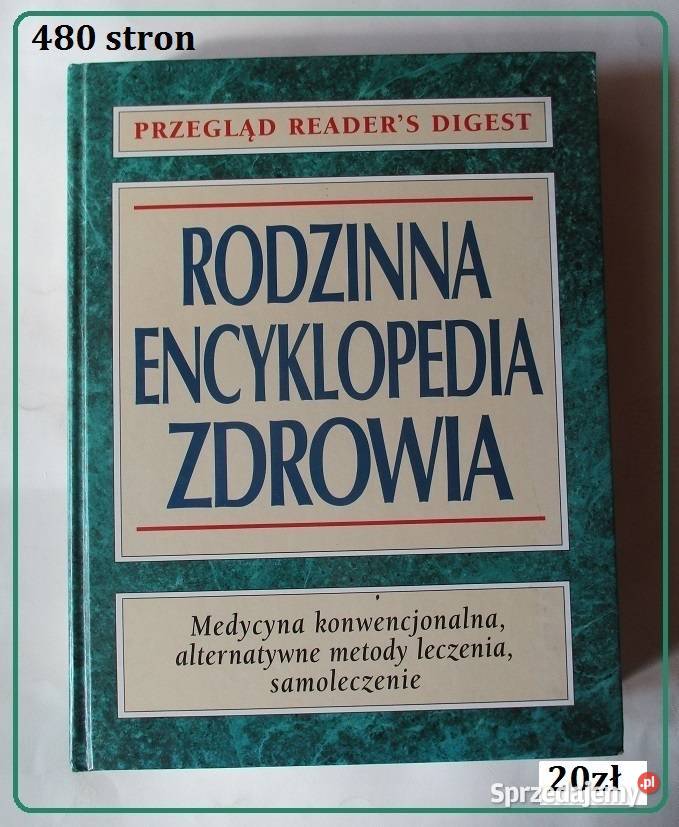 480 stron
PRZEGLĄD READER'S DIGEST
RODZINNA
ENCYKLOPEDIA
ZDROWIA
Medycyna konwencjonalna,
alternatywne metody leczenia,
samoleczenie
20zł
Sprzedajemy.pl